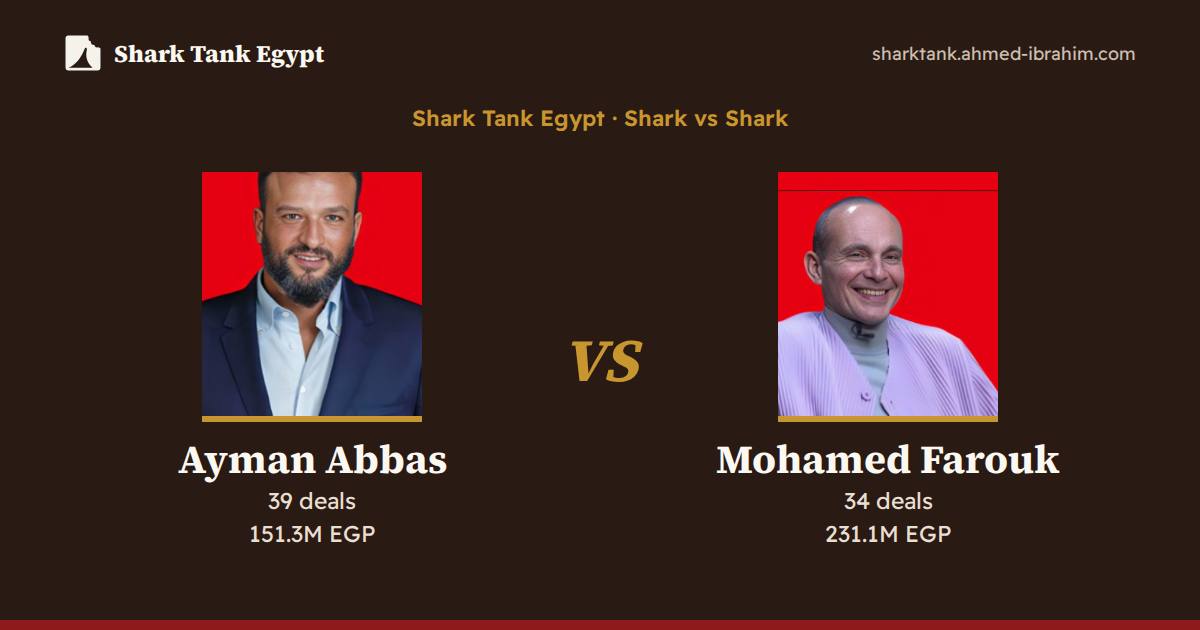 Shark Tank Egypt
sharktank.ahmed-ibrahim.com
Shark Tank Egypt · Shark vs Shark
VS
Ayman Abbas
39 deals
151.3M EGP
Mohamed Farouk
34 deals
231.1M EGP